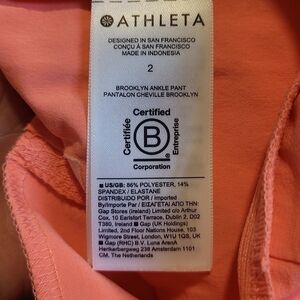 ATHLETA
DESIGNED IN SAN FRANCISCO
CONÇU À SAN FRANCISCO
MADE IN INDONESIA
2
BROOKLYN ANKLE PANT
PANTALON CHEVILLE BROOKLYN
Certified
Certifiée
B
Entreprise
Corporation
■ US/GB: 86% POLYESTER, 14%
SPANDEX / ELASTANE
DISTRIBUIDO POR / Imported
By/Importe Par / ΕΙΣΑΓΕΤΑΙ ΑΠΟ ΤΗΝ:
Gap Stores (Ireland) Limited c/o Arthur
Cox, 10 Earlsfort Terrace, Dublin 2, D02
T380, Ireland ■ Gap (UK Holdings)
Limited, 2nd Floor Nations House, 103
Wigmore Street, London, W1U 1QS, UK
■ Gap (RHC) B.V. Luna ArenA
Herikerbergweg 238 Amsterdam 1101
CM, The Netherlands